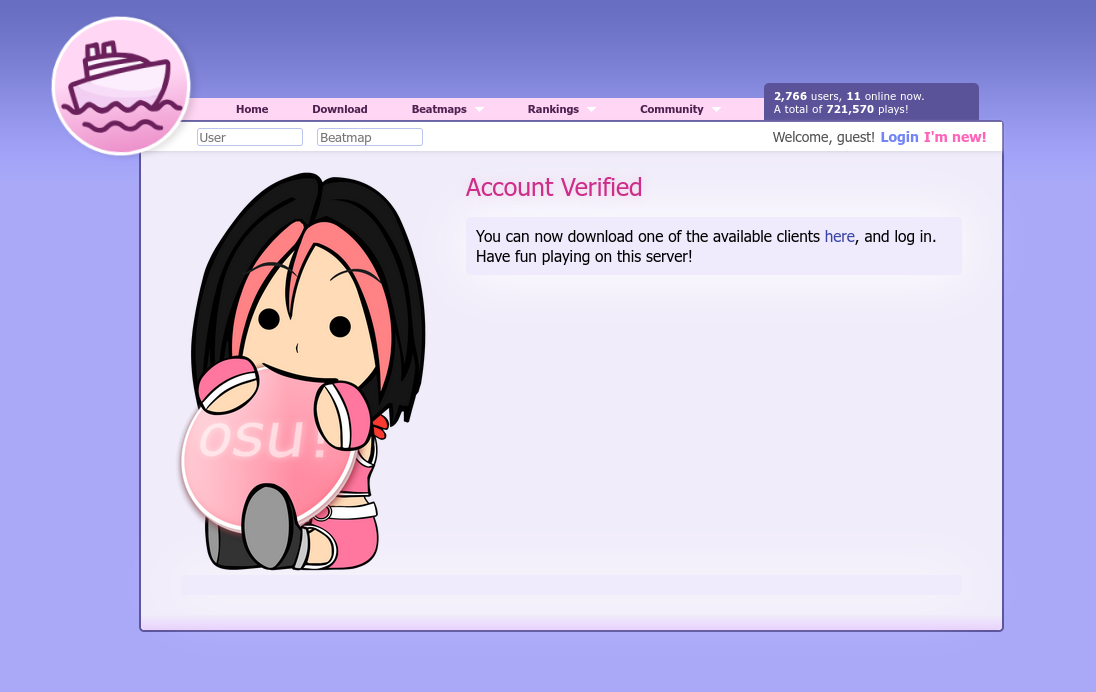 2,766 users, 11 online now.
A total of 721,570 plays!
Home Download Beatmaps Rankings Community
User Beatmap Welcome, guest! Login I'm new!
Account Verified
You can now download one of the available clients here, and log in.
Have fun playing on this server!
osu!